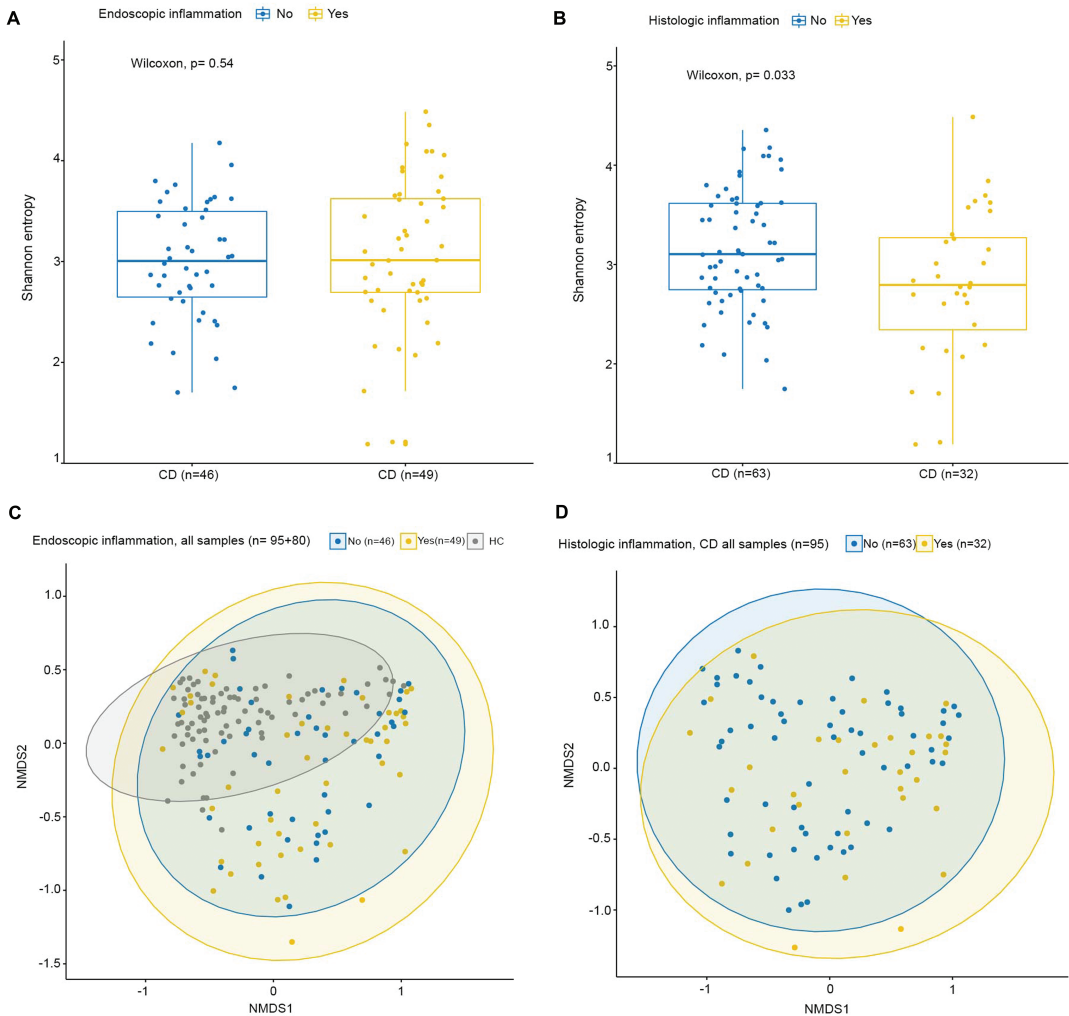 A
Endoscopic inflammation No Yes
Wilcoxon, p= 0.54
Shannon entropy
5
4
3
2
1
CD (n=46) CD (n=49)
B
Histologic inflammation No Yes
Wilcoxon, p= 0.033
Shannon entropy
5
4
3
2
1
CD (n=63) CD (n=32)
C
Endoscopic inflammation, all samples (n= 95+80) No (n=46) Yes(n=49) HC
NMDS2
1.0
0.5
0.0
-0.5
-1.0
-1.5
-1 0 1
NMDS1
D
Histologic inflammation, CD all samples (n=95) No (n=63) Yes (n=32)
NMDS2
1.0
0.5
0.0
-0.5
-1.0
-1 0 1
NMDS1